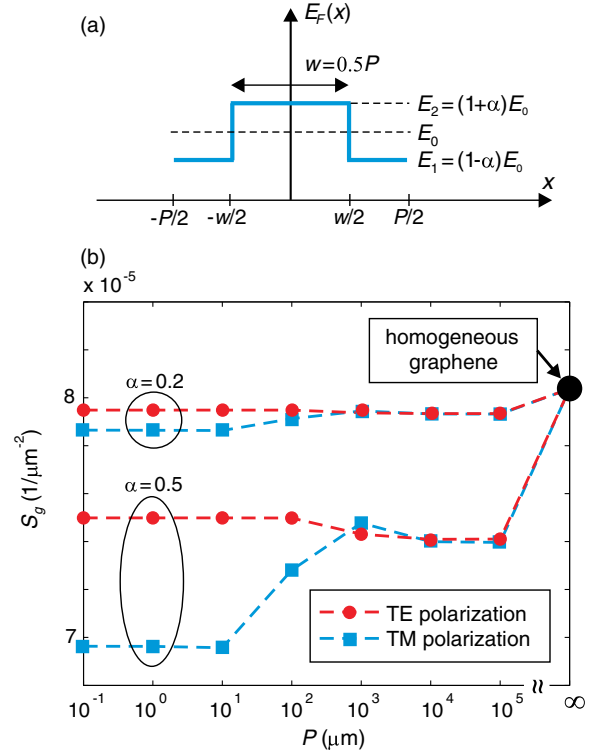 (a)
E_F(x)
w=0.5P
E_2=(1+α)E_0
E_0
E_1=(1-α)E_0
x
-P/2
-w/2
w/2
P/2
(b)
x 10^-5
homogeneous
graphene
8
α=0.2
α=0.5
S_g (1/μm^-2)
7
TE polarization
TM polarization
10^-1
10^0
10^1
10^2
10^3
10^4
10^5
≈
∞
P (μm)